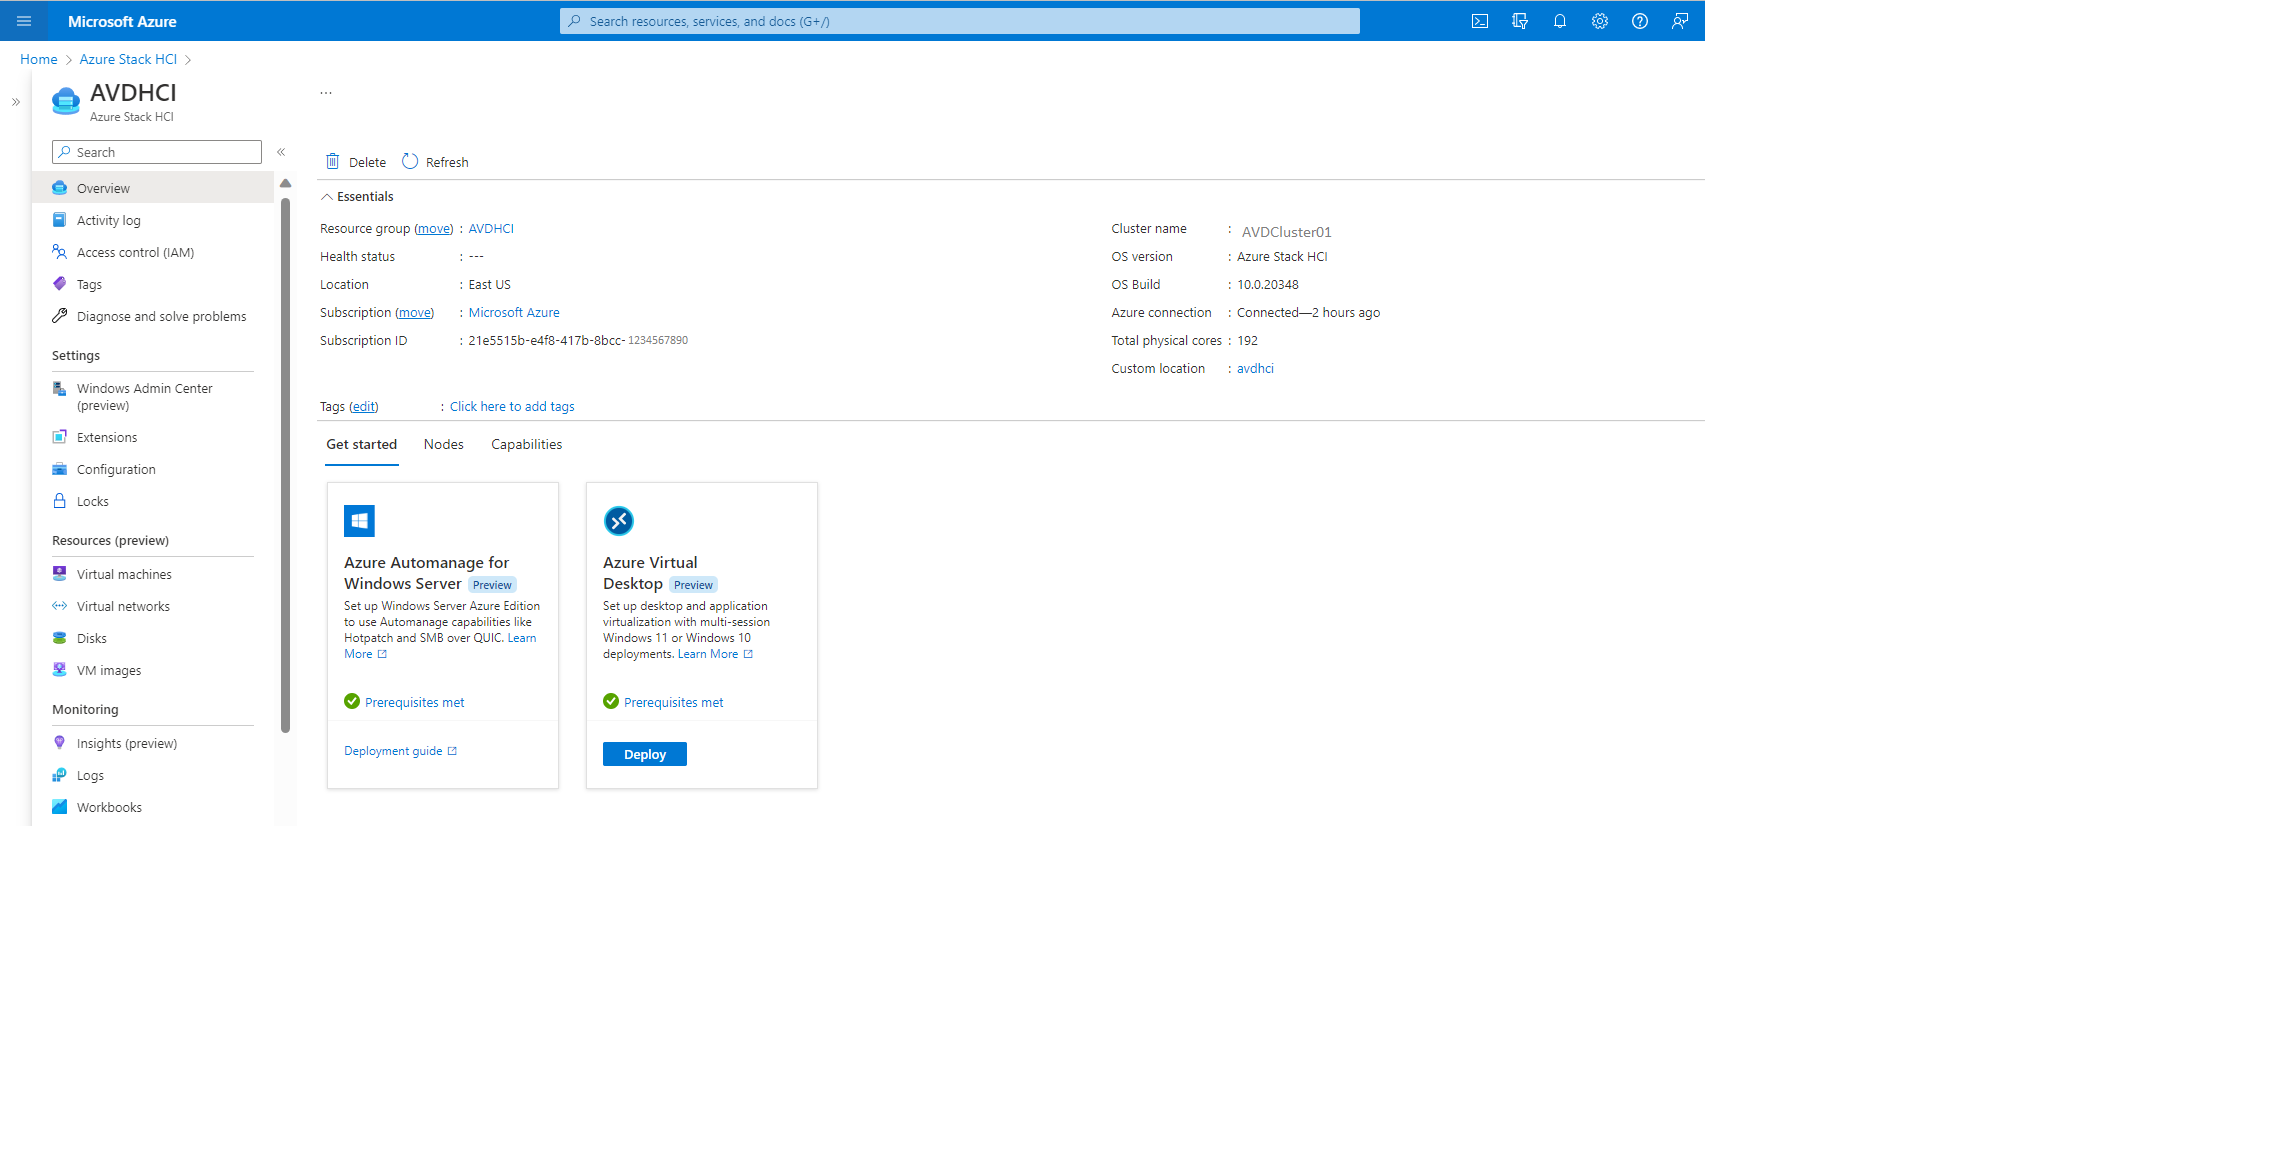 Microsoft Azure
Search resources, services, and docs (G+/)
Home > Azure Stack HCI >
AVDHCI
Azure Stack HCI
...
Search
Overview
Activity log
Access control (IAM)
Tags
Diagnose and solve problems
Settings
Windows Admin Center
(preview)
Extensions
Configuration
Locks
Resources (preview)
Virtual machines
Virtual networks
Disks
VM images
Monitoring
Insights (preview)
Logs
Workbooks
Delete Refresh
Essentials
Resource group (move) : AVDHCI
Health status : ---
Location : East US
Subscription (move) : Microsoft Azure
Subscription ID : 21e5515b-e4f8-417b-8bcc-1234567890
Cluster name : AVDCluster01
OS version : Azure Stack HCI
OS Build : 10.0.20348
Azure connection : Connected—2 hours ago
Total physical cores : 192
Custom location : avdhci
Tags (edit) : Click here to add tags
Get started Nodes Capabilities
Azure Automanage for
Windows Server Preview
Set up Windows Server Azure Edition
to use Automanage capabilities like
Hotpatch and SMB over QUIC. Learn
More
Prerequisites met
Deployment guide
Azure Virtual
Desktop Preview
Set up desktop and application
virtualization with multi-session
Windows 11 or Windows 10
deployments. Learn More
Prerequisites met
Deploy